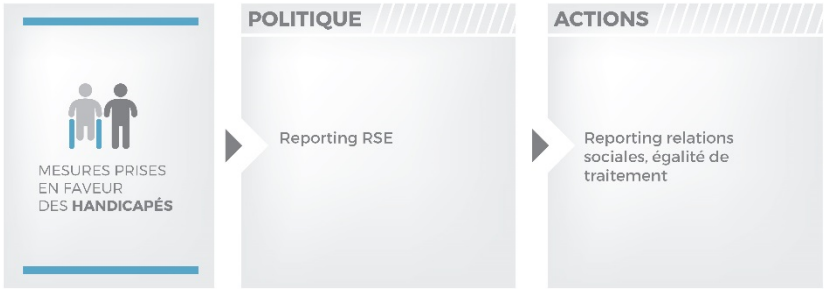 MESURES PRISES
EN FAVEUR
DES HANDICAPÉS
POLITIQUE
Reporting RSE
ACTIONS
Reporting relations
sociales, égalité de
traitement